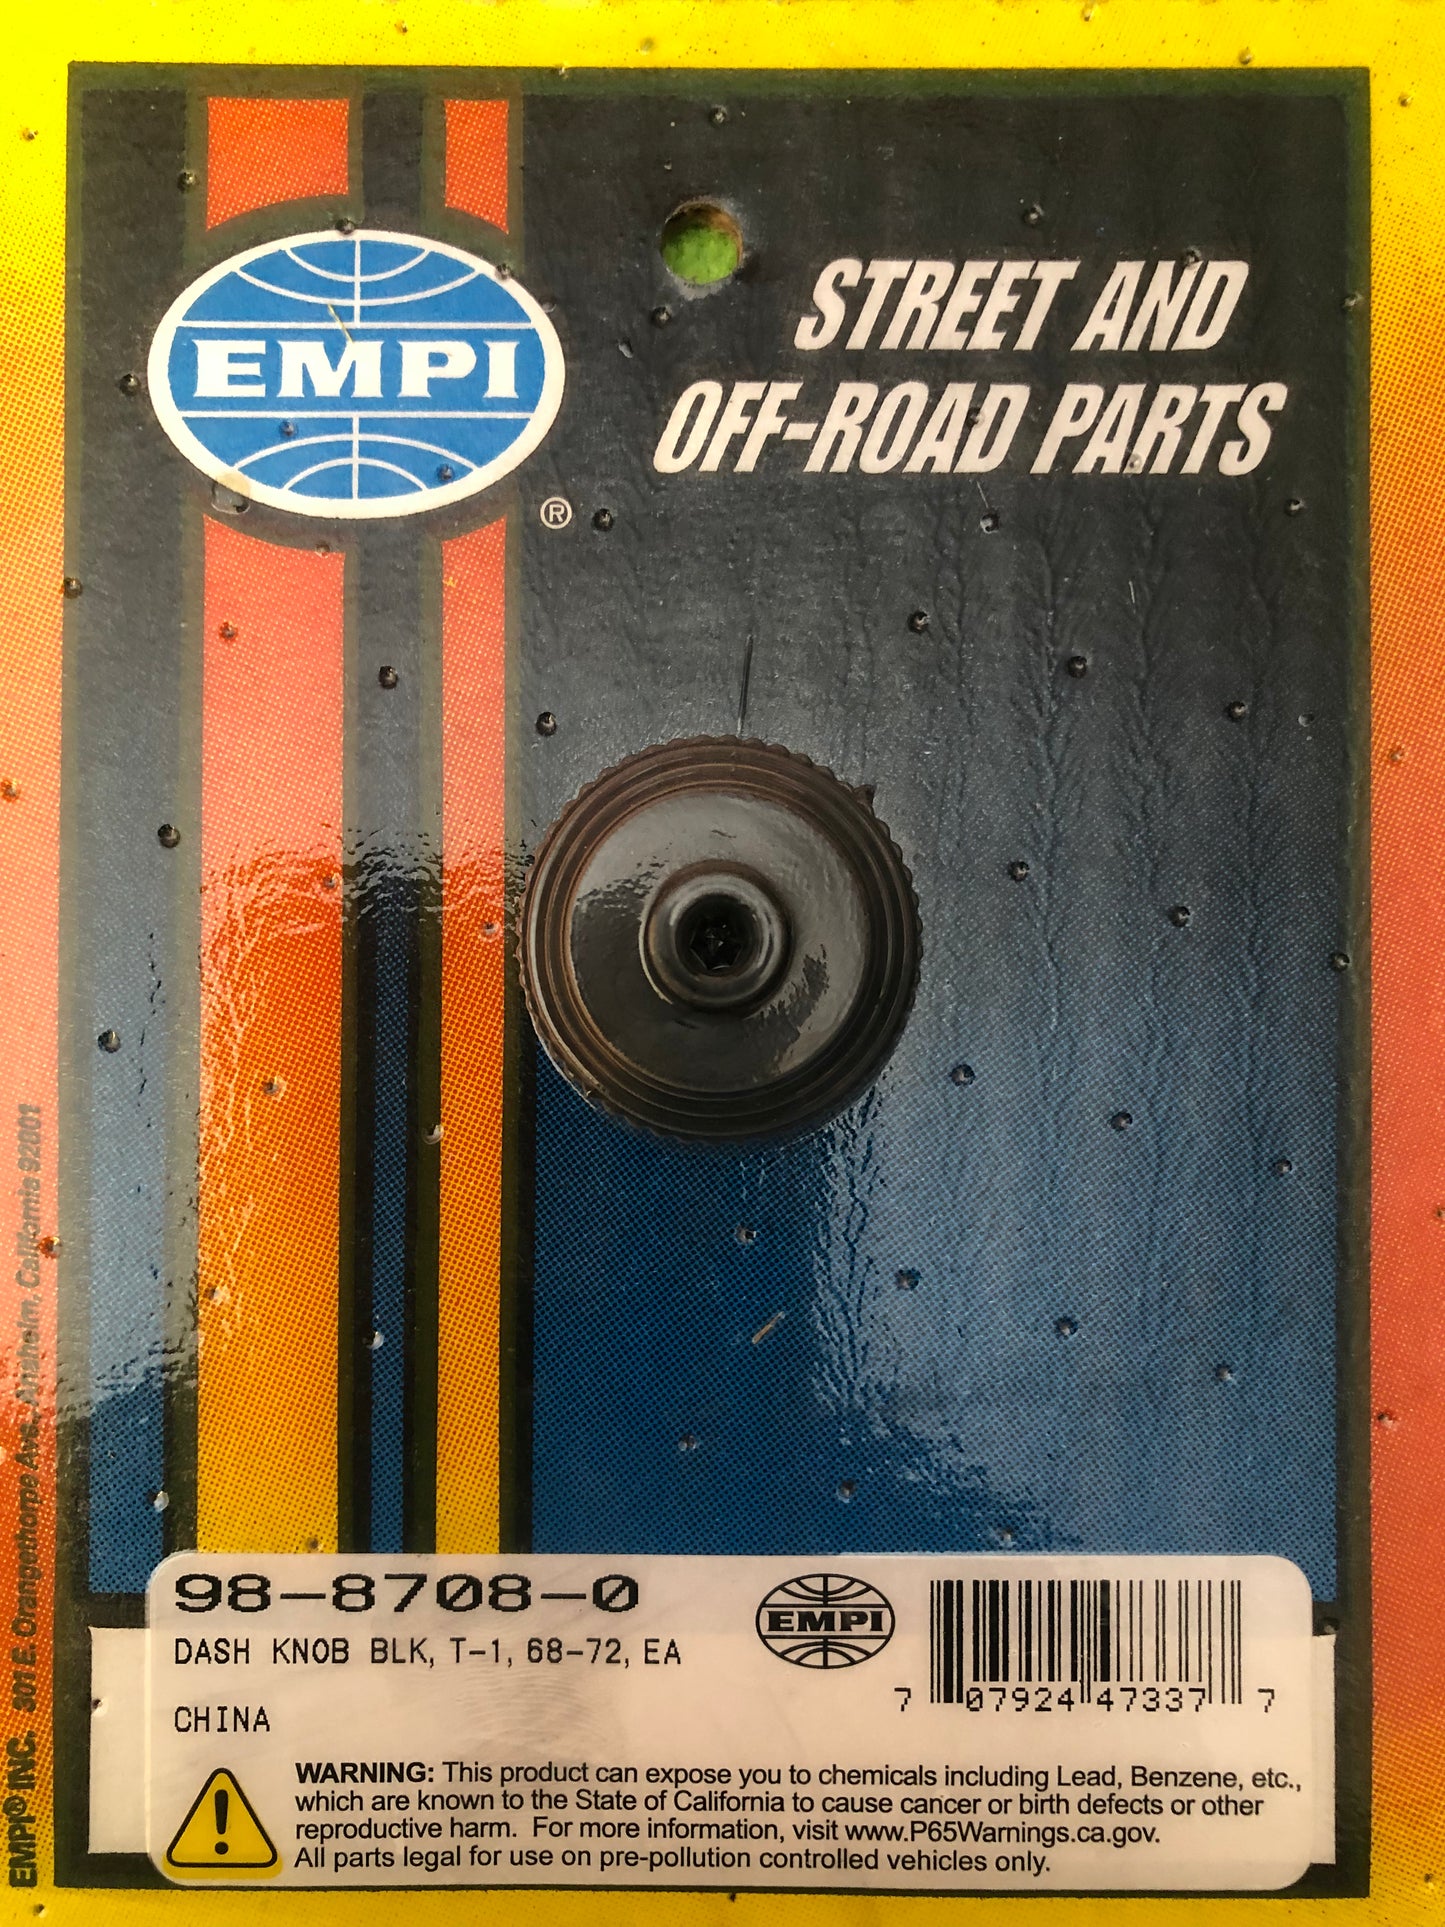 EMPI
®
STREET AND
OFF-ROAD PARTS
EMPI® INC. 301 E. Orangethorpe Ave., Anaheim, California 92801
98-8708-0
DASH KNOB BLK, T-1, 68-72, EA
CHINA
EMPI
7 07924 47337 7
WARNING: This product can expose you to chemicals including Lead, Benzene, etc.,
which are known to the State of California to cause cancer or birth defects or other
reproductive harm. For more information, visit www.P65Warnings.ca.gov.
All parts legal for use on pre-pollution controlled vehicles only.